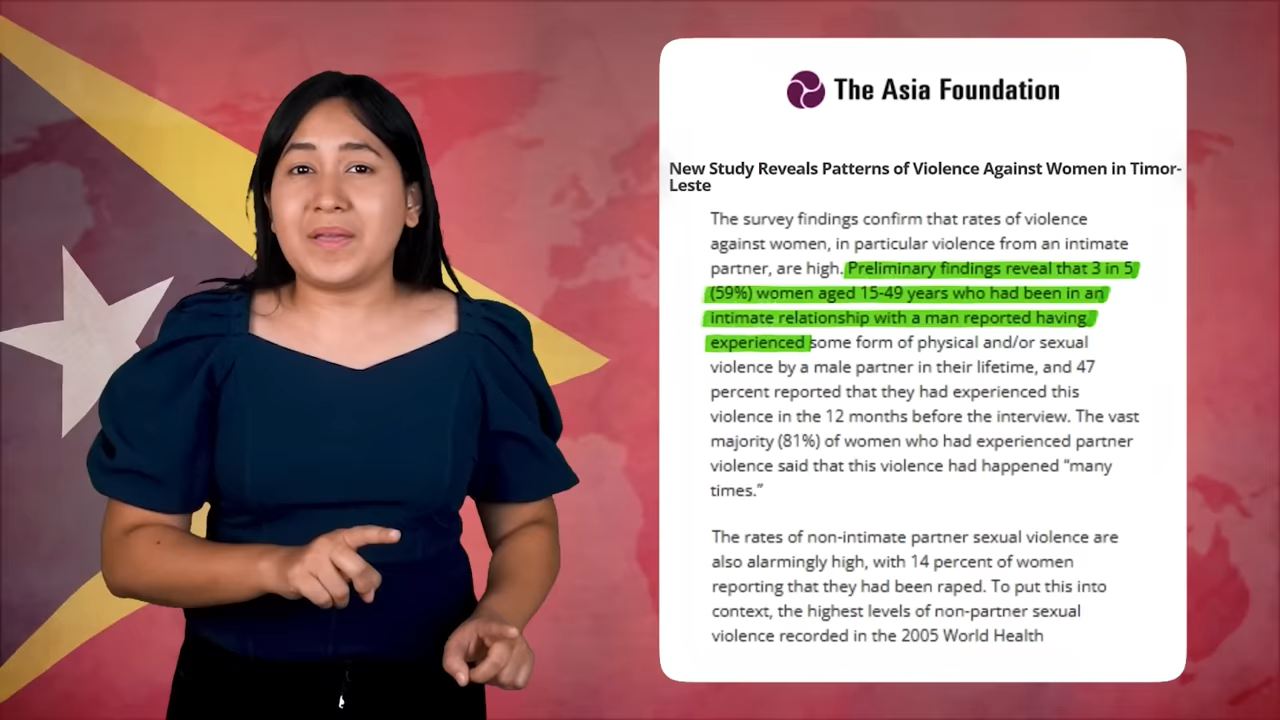 The Asia Foundation
New Study Reveals Patterns of Violence Against Women in Timor-
Leste
The survey findings confirm that rates of violence
against women, in particular violence from an intimate
partner, are high. Preliminary findings reveal that 3 in 5
(59%) women aged 15-49 years who had been in an
intimate relationship with a man reported having
experienced some form of physical and/or sexual
violence by a male partner in their lifetime, and 47
percent reported that they had experienced this
violence in the 12 months before the interview. The vast
majority (81%) of women who had experienced partner
violence said that this violence had happened “many
times.”
The rates of non-intimate partner sexual violence are
also alarmingly high, with 14 percent of women
reporting that they had been raped. To put this into
context, the highest levels of non-partner sexual
violence recorded in the 2005 World Health